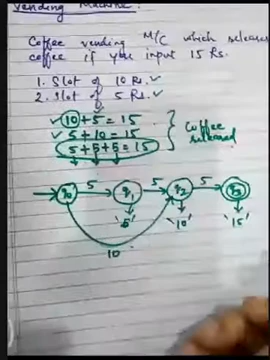 Vending Machine:
Coffee vending M/C which releases
coffee if you input 15 Rs.
1. Slot of 10 Rs. ✓
2. Slot of 5 Rs. ✓
✓ 10 + 5 = 15
✓ 5 + 10 = 15
5 + 5 + 5 = 15
Coffee
released
q0 5 q1 5 q2 5 q3
'5' '10' '15'
10